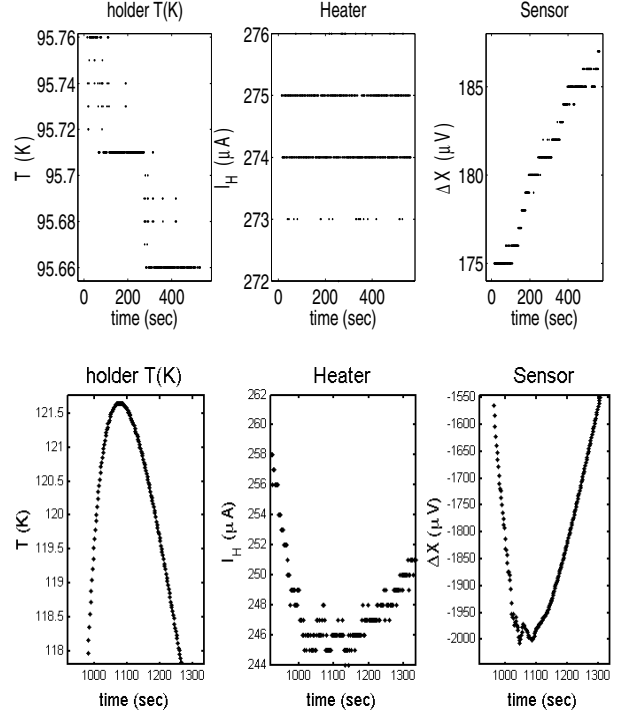 holder T(K) Heater Sensor
95.76 276
185
95.74 275
T (K) 95.72 I_H (μA) 274 ΔX (μV) 180
95.7
95.68 273
95.66 272 175
0 200 400 0 200 400 0 200 400
time (sec) time (sec) time (sec)
holder T(K) Heater Sensor
262 -1550
121.5 260 -1600
121 258 -1650
120.5 256 -1700
120 254 -1750
T (K) 119.5 I_H (μA) 252 ΔX (μV) -1800
119 250 -1850
118.5 248 -1900
118 246 -1950
244 -2000
1000 1100 1200 1300 1000 1100 1200 1300 1000 1100 1200 1300
time (sec) time (sec) time (sec)